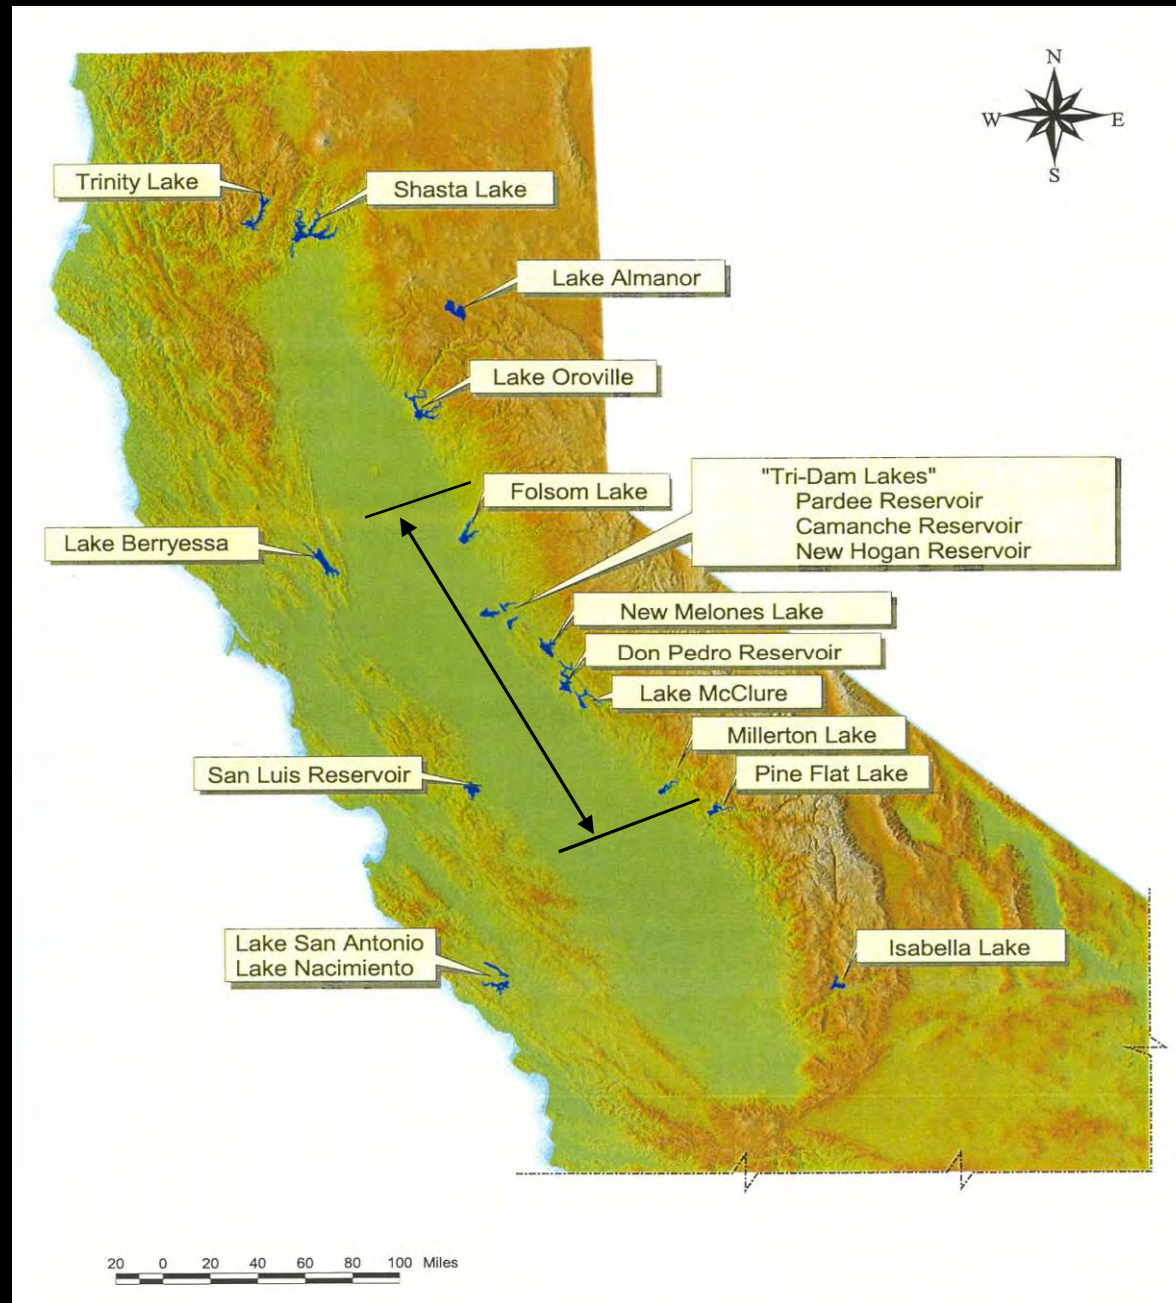 N
W
E
S
Trinity Lake
Shasta Lake
Lake Almanor
Lake Oroville
"Tri-Dam Lakes"
Pardee Reservoir
Camanche Reservoir
New Hogan Reservoir
Folsom Lake
Lake Berryessa
New Melones Lake
Don Pedro Reservoir
Lake McClure
Millerton Lake
San Luis Reservoir
Pine Flat Lake
Lake San Antonio
Lake Nacimiento
Isabella Lake
20 0 20 40 60 80 100 Miles